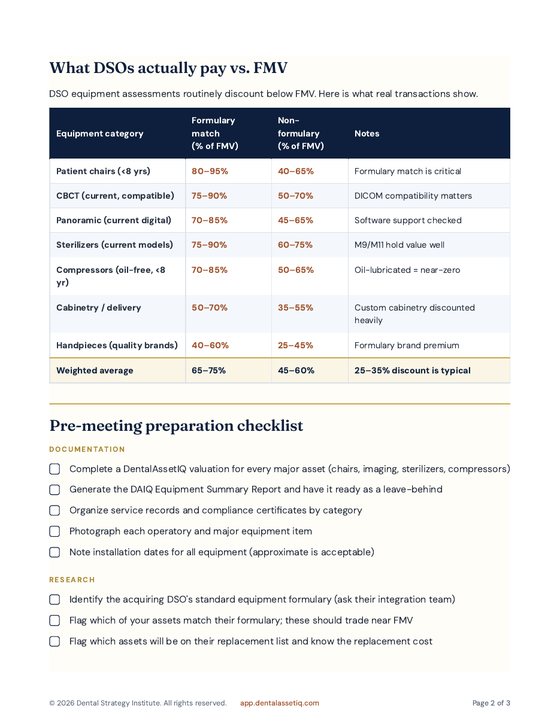 What DSOs actually pay vs. FMV
DSO equipment assessments routinely discount below FMV. Here is what real transactions show.
Equipment category Formulary match (% of FMV) Non-formulary (% of FMV) Notes
Patient chairs (<8 yrs) 80–95% 40–65% Formulary match is critical
CBCT (current, compatible) 75–90% 50–70% DICOM compatibility matters
Panoramic (current digital) 70–85% 45–65% Software support checked
Sterilizers (current models) 75–90% 60–75% M9/M11 hold value well
Compressors (oil-free, <8 yr) 70–85% 50–65% Oil-lubricated = near-zero
Cabinetry / delivery 50–70% 35–55% Custom cabinetry discounted heavily
Handpieces (quality brands) 40–60% 25–45% Formulary brand premium
Weighted average 65–75% 45–60% 25–35% discount is typical
Pre-meeting preparation checklist
DOCUMENTATION
Complete a DentalAssetIQ valuation for every major asset (chairs, imaging, sterilizers, compressors)
Generate the DAIQ Equipment Summary Report and have it ready as a leave-behind
Organize service records and compliance certificates by category
Photograph each operatory and major equipment item
Note installation dates for all equipment (approximate is acceptable)
RESEARCH
Identify the acquiring DSO's standard equipment formulary (ask their integration team)
Flag which of your assets match their formulary; these should trade near FMV
Flag which assets will be on their replacement list and know the replacement cost
© 2026 Dental Strategy Institute. All rights reserved. app.dentalassetiq.com Page 2 of 3